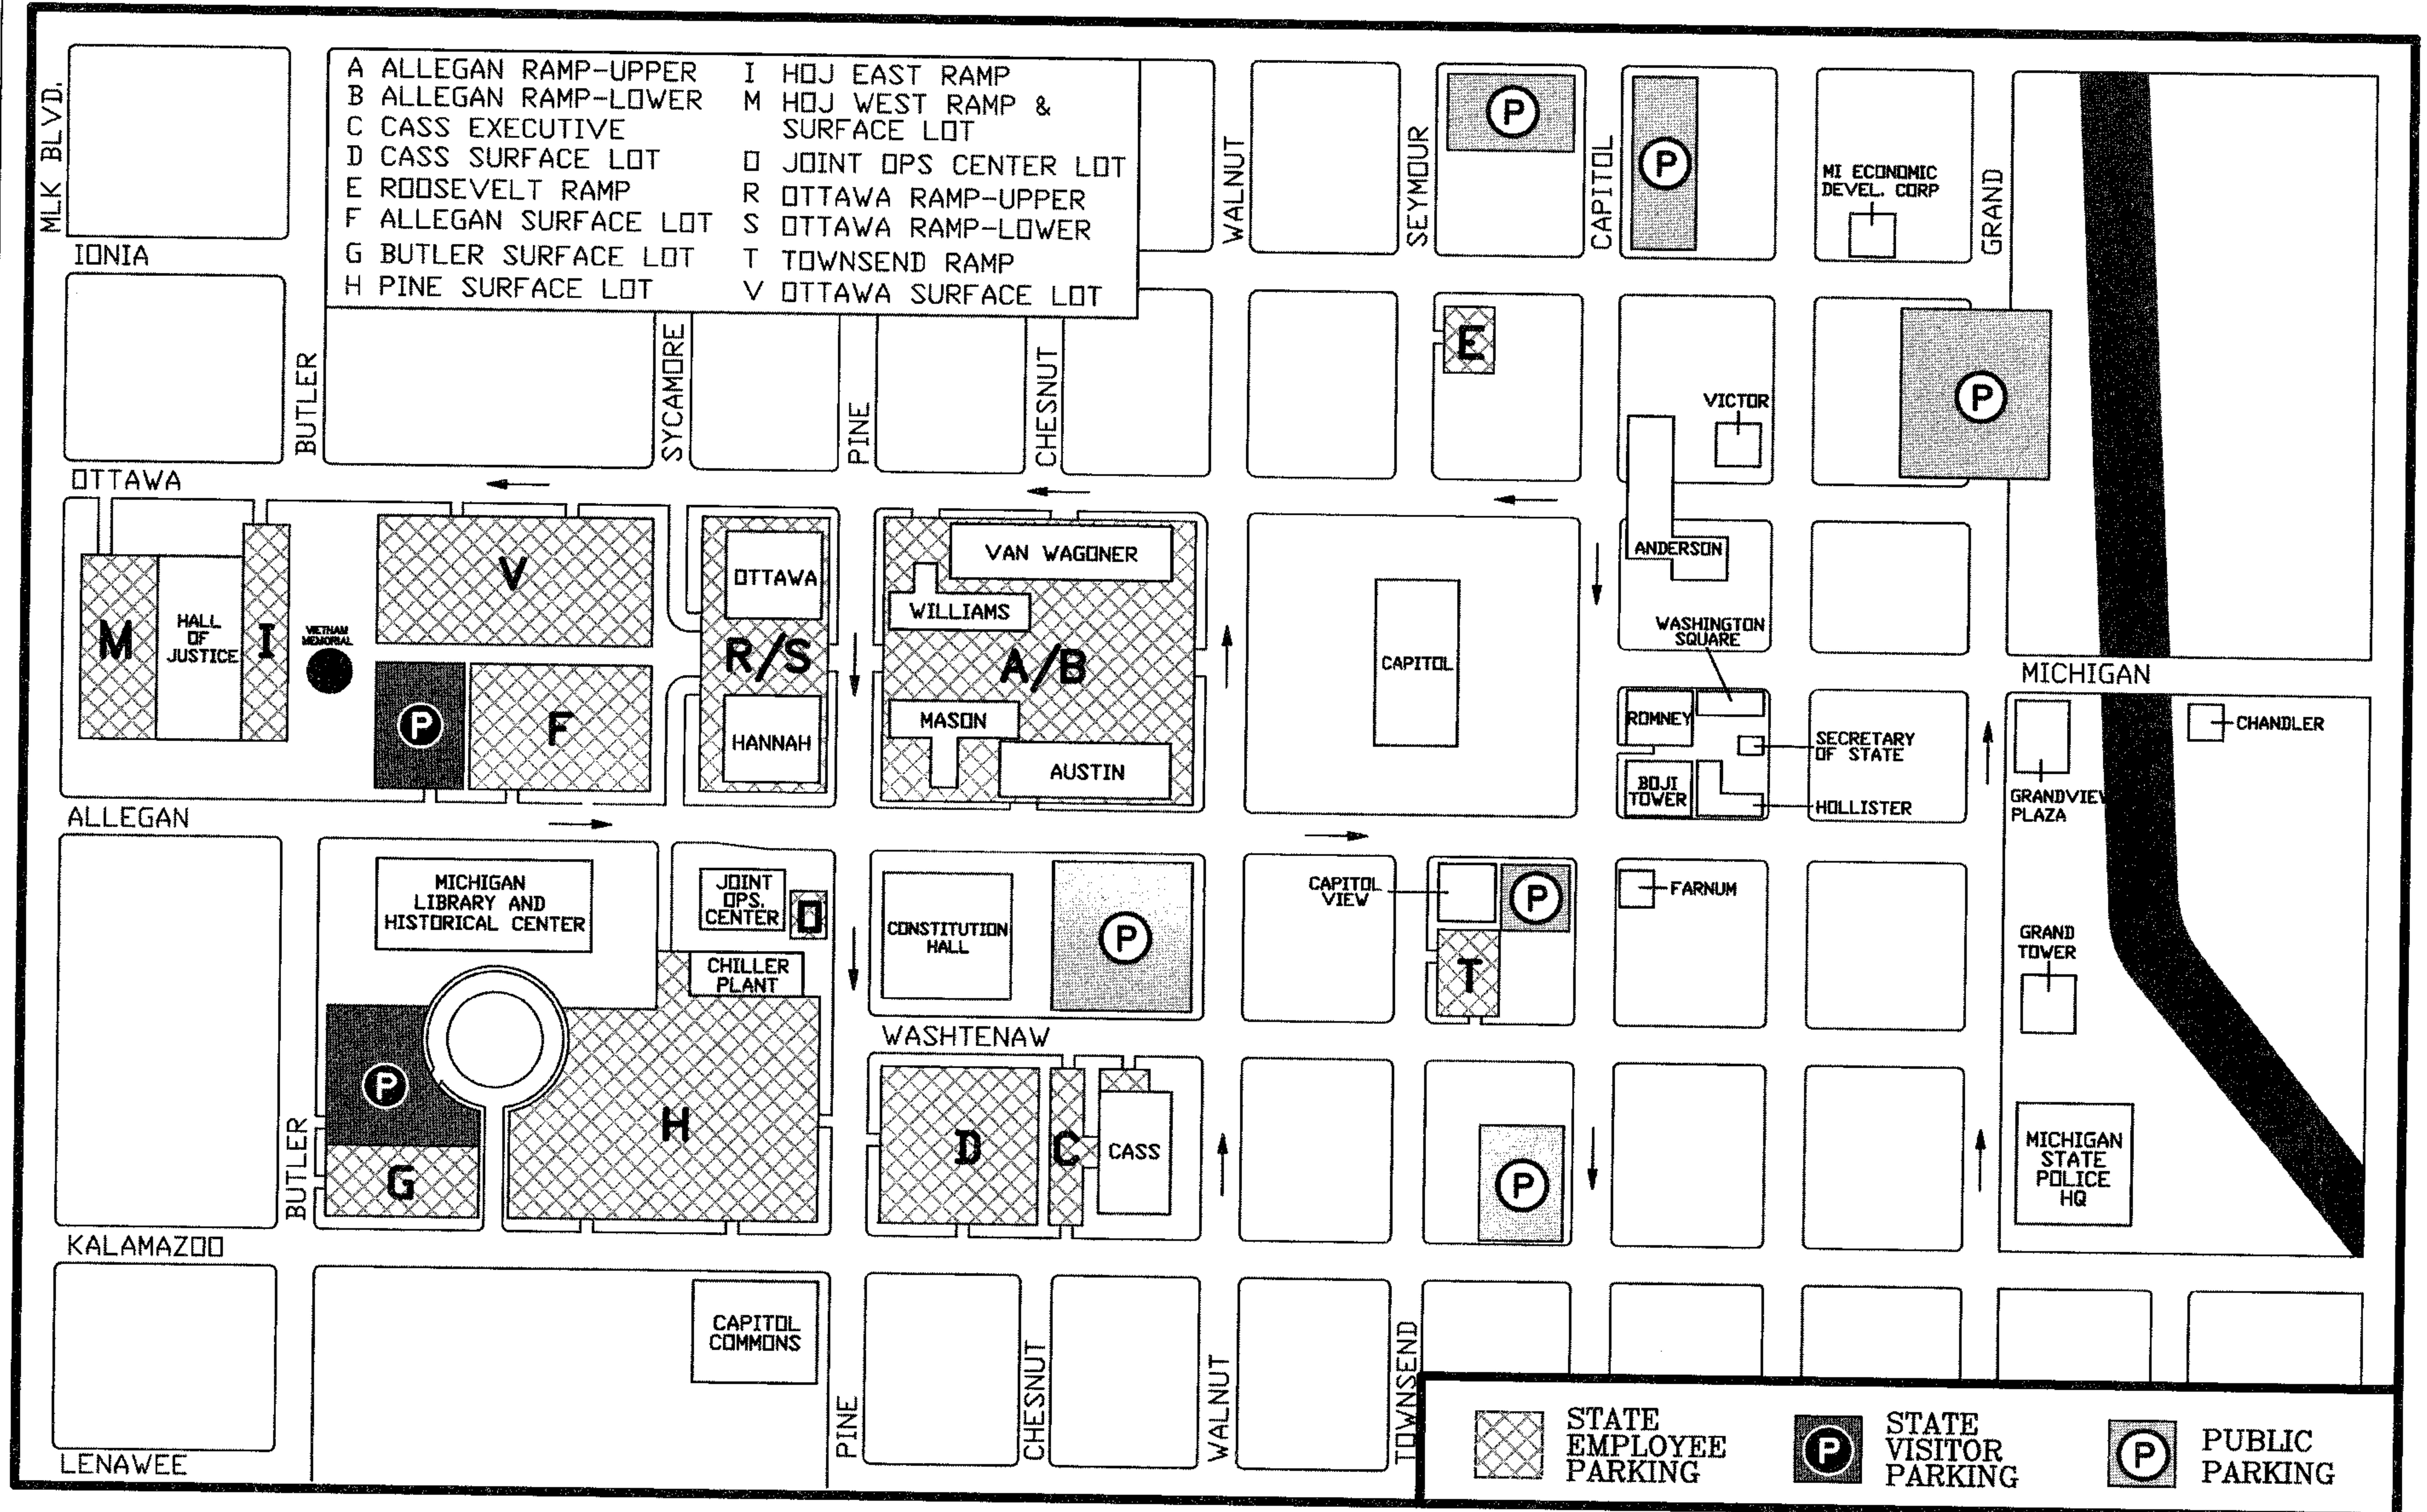 MLK BLVD.
A ALLEGAN RAMP-UPPER
B ALLEGAN RAMP-LOWER
C CASS EXECUTIVE
D CASS SURFACE LOT
E ROOSEVELT RAMP
F ALLEGAN SURFACE LOT
G BUTLER SURFACE LOT
H PINE SURFACE LOT
I HOJ EAST RAMP
M HOJ WEST RAMP &
SURFACE LOT
O JOINT OPS CENTER LOT
R OTTAWA RAMP-UPPER
S OTTAWA RAMP-LOWER
T TOWNSEND RAMP
V OTTAWA SURFACE LOT
WALNUT
SEYMOUR
P
CAPITOL
P
MI ECONOMIC
DEVEL. CORP
GRAND
IONIA
BUTLER
SYCAMORE
PINE
CHESNUT
E
VICTOR
P
OTTAWA
M
HALL
OF
JUSTICE
I
VIETNAM
MEMORIAL
V
P
F
OTTAWA
R/S
HANNAH
VAN WAGONER
WILLIAMS
A/B
MASON
AUSTIN
CAPITOL
ANDERSON
WASHINGTON
SQUARE
ROMNEY
SECRETARY
OF STATE
BOJI
TOWER
HOLLISTER
MICHIGAN
CHANDLER
GRANDVIEW
PLAZA
ALLEGAN
MICHIGAN
LIBRARY AND
HISTORICAL CENTER
JOINT
OPS.
CENTER
O
CHILLER
PLANT
CONSTITUTION
HALL
P
CAPITOL
VIEW
P
T
FARNUM
GRAND
TOWER
WASHTENAW
P
G
H
D
C
CASS
P
MICHIGAN
STATE
POLICE
HQ
BUTLER
KALAMAZOO
CAPITOL
COMMONS
PINE
CHESNUT
WALNUT
TOWNSEND
LENAWEE
STATE
EMPLOYEE
PARKING
P
STATE
VISITOR
PARKING
P
PUBLIC
PARKING